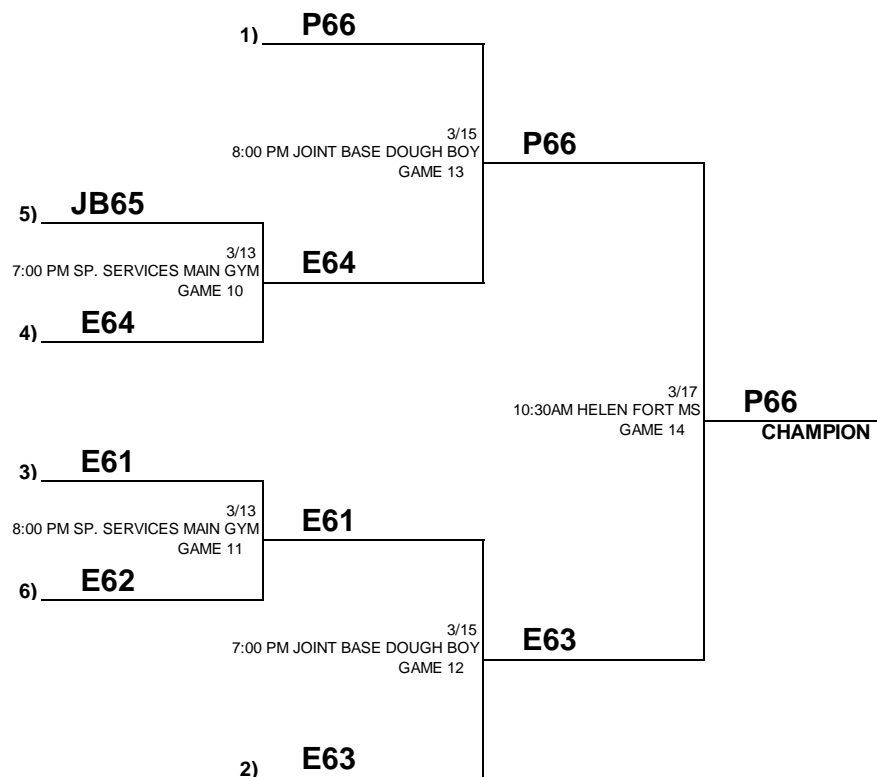 1) P66
3/15
8:00 PM JOINT BASE DOUGH BOY
GAME 13
P66
5) JB65
3/13
7:00 PM SP. SERVICES MAIN GYM
GAME 10
E64
4) E64
3/17
10:30AM HELEN FORT MS
GAME 14
P66
CHAMPION
3) E61
3/13
8:00 PM SP. SERVICES MAIN GYM
GAME 11
E61
6) E62
3/15
7:00 PM JOINT BASE DOUGH BOY
GAME 12
E63
2) E63